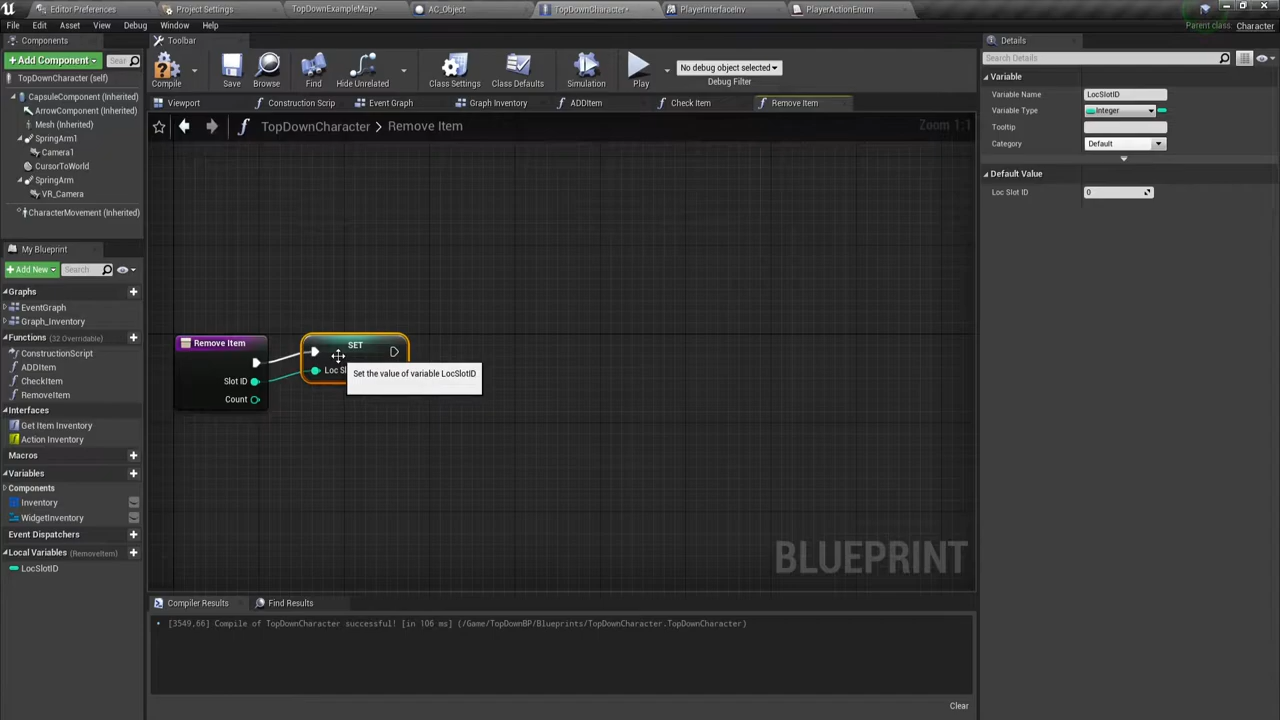 Editor Preferences
Project Settings
TopDownExampleMap•
AC_Object
TopDownCharacter•
PlayerInterfaceInv
PlayerActionEnum
File Edit Asset View Debug Window Help
Parent class: Character
Components
Toolbar
Details
+Add Component
Sear
Compile
Save
Browse
Find
Hide Unrelated
Class Settings
Class Defaults
Simulation
Play
No debug object selected
Debug Filter
Search Details
TopDownCharacter (self)
CapsuleComponent (Inherited)
ArrowComponent (Inherited)
Mesh (Inherited)
SpringArm1
Camera1
CursorToWorld
SpringArm
VR_Camera
CharacterMovement (Inherited)
Viewport
Construction Scrip
Event Graph
Graph_Inventory
ADDItem
Check Item
Remove Item
TopDownCharacter > Remove Item
Zoom 1:1
Variable
Variable Name LocSlotID
Variable Type Integer
Tooltip
Category Default
Default Value
Loc Slot ID 0
My Blueprint
+Add New
Search
Graphs
EventGraph
Graph_Inventory
Functions (32 Overridable)
ConstructionScript
ADDItem
CheckItem
RemoveItem
Interfaces
Get Item Inventory
Action Inventory
Macros
Variables
Components
Inventory
WidgetInventory
Event Dispatchers
Local Variables (RemoveItem)
LocSlotID
Remove Item
Slot ID
Count
SET
Loc Sl
Set the value of variable LocSlotID
BLUEPRINT
Compiler Results
Find Results
• [3549,66] Compile of TopDownCharacter successful! [in 106 ms] (/Game/TopDownBP/Blueprints/TopDownCharacter.TopDownCharacter)
Clear